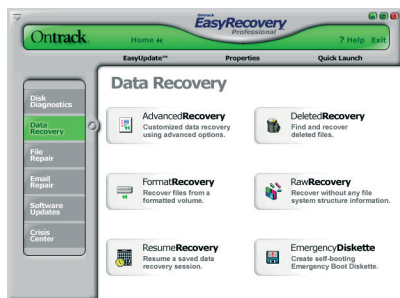 Ontrack
Ontrack
EasyRecovery
Professional
Home
? Help Exit
EasyUpdate™ Properties Quick Launch
Data Recovery
Disk
Diagnostics
Data
Recovery
File
Repair
Email
Repair
Software
Updates
Crisis
Center
AdvancedRecovery
Customized data recovery
using advanced options.
DeletedRecovery
Find and recover
deleted files.
FormatRecovery
Recover files from a
formatted volume.
RawRecovery
Recover without any file
system structure information.
ResumeRecovery
Resume a saved data
recovery session.
EmergencyDiskette
Create self-booting
Emergency Boot Diskette.